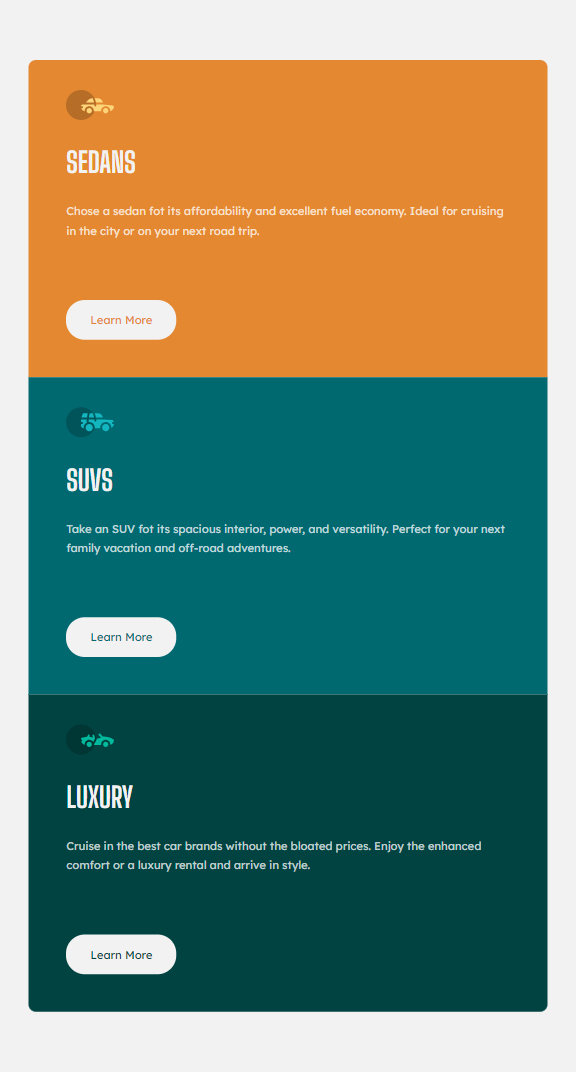 SEDANS
Chose a sedan fot its affordability and excellent fuel economy. Ideal for cruising
in the city or on your next road trip.
Learn More
SUVS
Take an SUV fot its spacious interior, power, and versatility. Perfect for your next
family vacation and off-road adventures.
Learn More
LUXURY
Cruise in the best car brands without the bloated prices. Enjoy the enhanced
comfort or a luxury rental and arrive in style.
Learn More